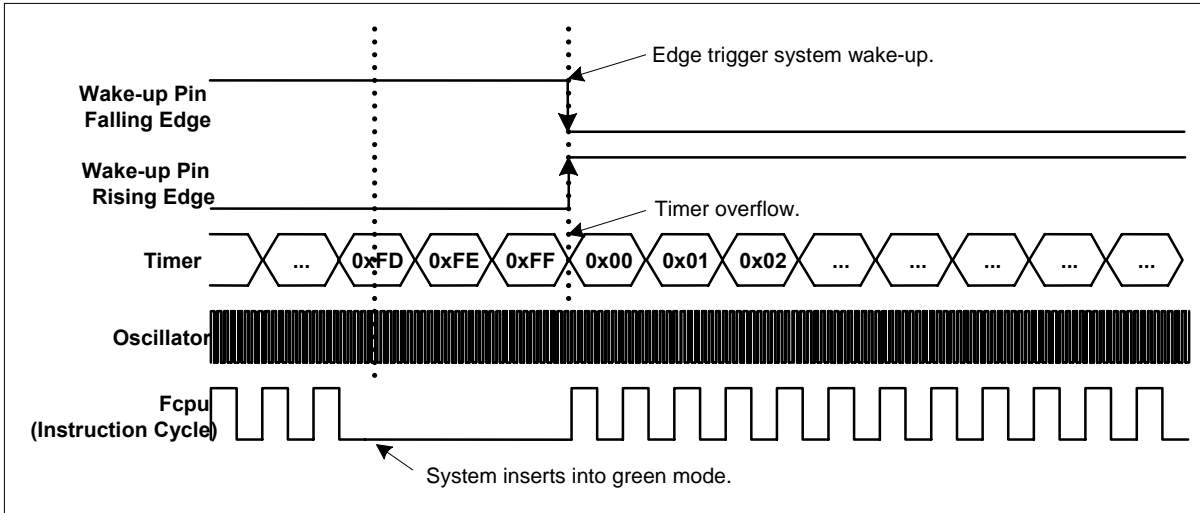 Edge trigger system wake-up.
Wake-up Pin
Falling Edge
Wake-up Pin
Rising Edge
Timer overflow.
Timer ... 0xFD 0xFE 0xFF 0x00 0x01 0x02 ... ... ... ... ...
Oscillator
Fcpu
(Instruction Cycle)
System inserts into green mode.